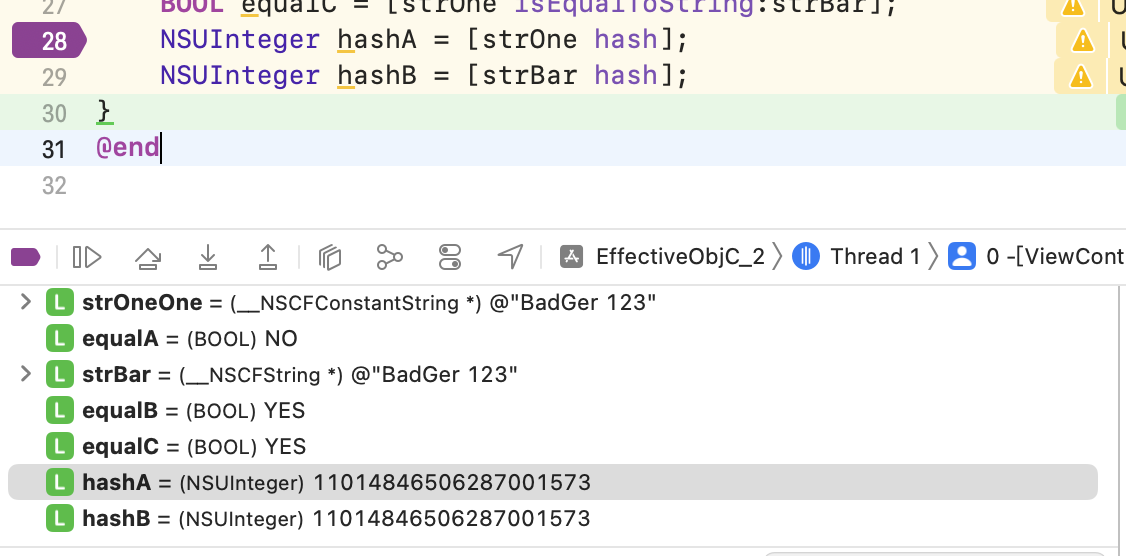 27 BOOL equalC = [strOne isEqualToString:strBar];
28 NSUInteger hashA = [strOne hash];
29 NSUInteger hashB = [strBar hash];
30 }
31 @end
32
EffectiveObjC_2 Thread 1 0 -[ViewCont
L strOneOne = (__NSCFConstantString *) @"BadGer 123"
L equalA = (BOOL) NO
L strBar = (__NSCFString *) @"BadGer 123"
L equalB = (BOOL) YES
L equalC = (BOOL) YES
L hashA = (NSUInteger) 11014846506287001573
L hashB = (NSUInteger) 11014846506287001573